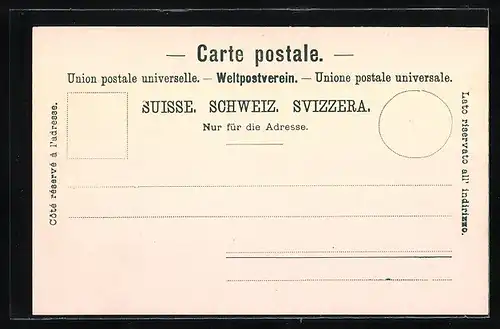 — Carte postale. —
Union postale universelle. — Weltpostverein. — Unione postale universale.
SUISSE. SCHWEIZ. SVIZZERA.
Nur für die Adresse.
Côté réservé à l'adresse.
Lato riservato all' indirizzo.